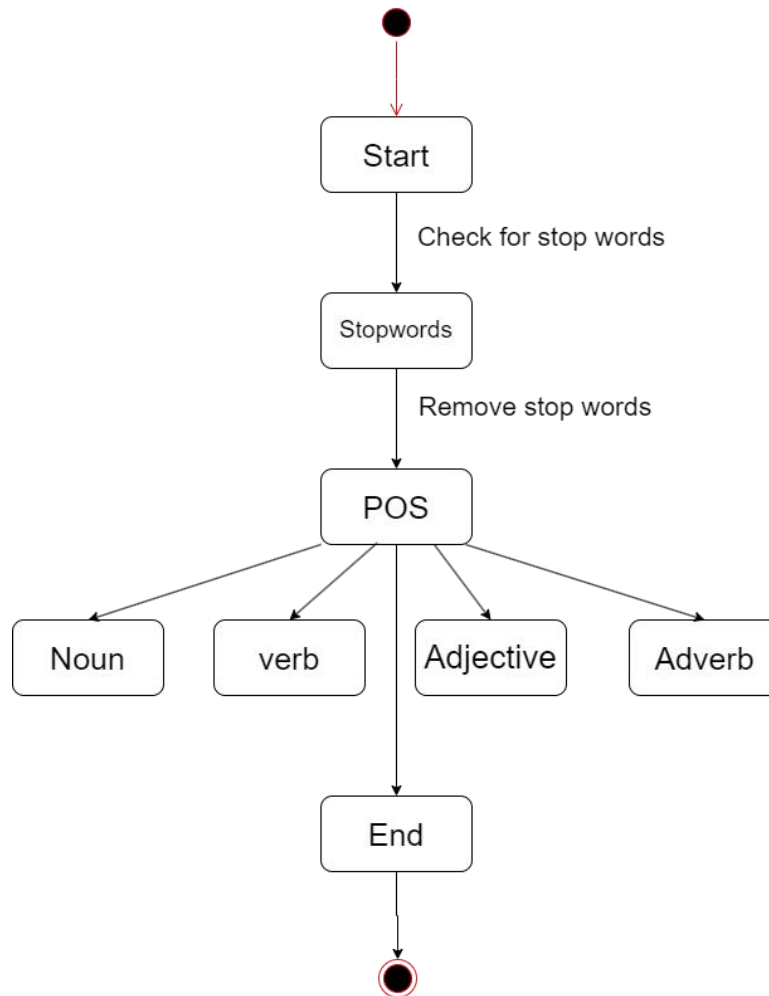 Start
Check for stop words
Stopwords
Remove stop words
POS
Noun
verb
Adjective
Adverb
End